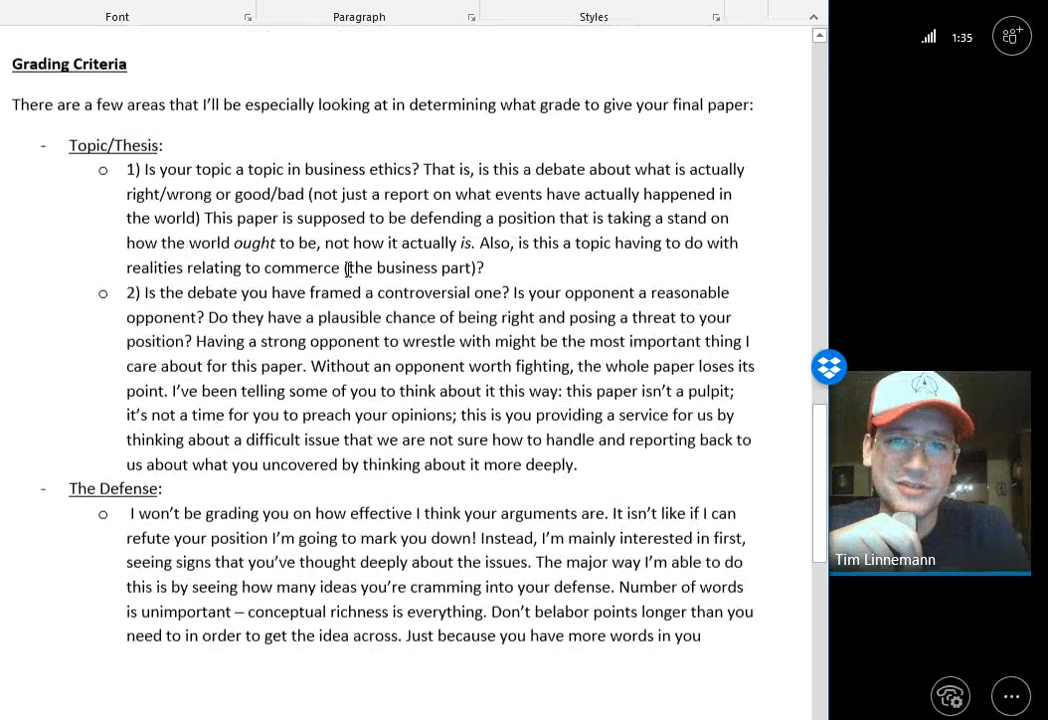 Font Paragraph Styles
1:35
Grading Criteria
There are a few areas that I'll be especially looking at in determining what grade to give your final paper:
- Topic/Thesis:
o 1) Is your topic a topic in business ethics? That is, is this a debate about what is actually
right/wrong or good/bad (not just a report on what events have actually happened in
the world) This paper is supposed to be defending a position that is taking a stand on
how the world ought to be, not how it actually is. Also, is this a topic having to do with
realities relating to commerce (the business part)?
o 2) Is the debate you have framed a controversial one? Is your opponent a reasonable
opponent? Do they have a plausible chance of being right and posing a threat to your
position? Having a strong opponent to wrestle with might be the most important thing I
care about for this paper. Without an opponent worth fighting, the whole paper loses its
point. I've been telling some of you to think about it this way: this paper isn't a pulpit;
it's not a time for you to preach your opinions; this is you providing a service for us by
thinking about a difficult issue that we are not sure how to handle and reporting back to
us about what you uncovered by thinking about it more deeply.
- The Defense:
o I won't be grading you on how effective I think your arguments are. It isn't like if I can
refute your position I'm going to mark you down! Instead, I'm mainly interested in first,
seeing signs that you've thought deeply about the issues. The major way I'm able to do
this is by seeing how many ideas you're cramming into your defense. Number of words
is unimportant – conceptual richness is everything. Don't belabor points longer than you
need to in order to get the idea across. Just because you have more words in you
Tim Linnemann